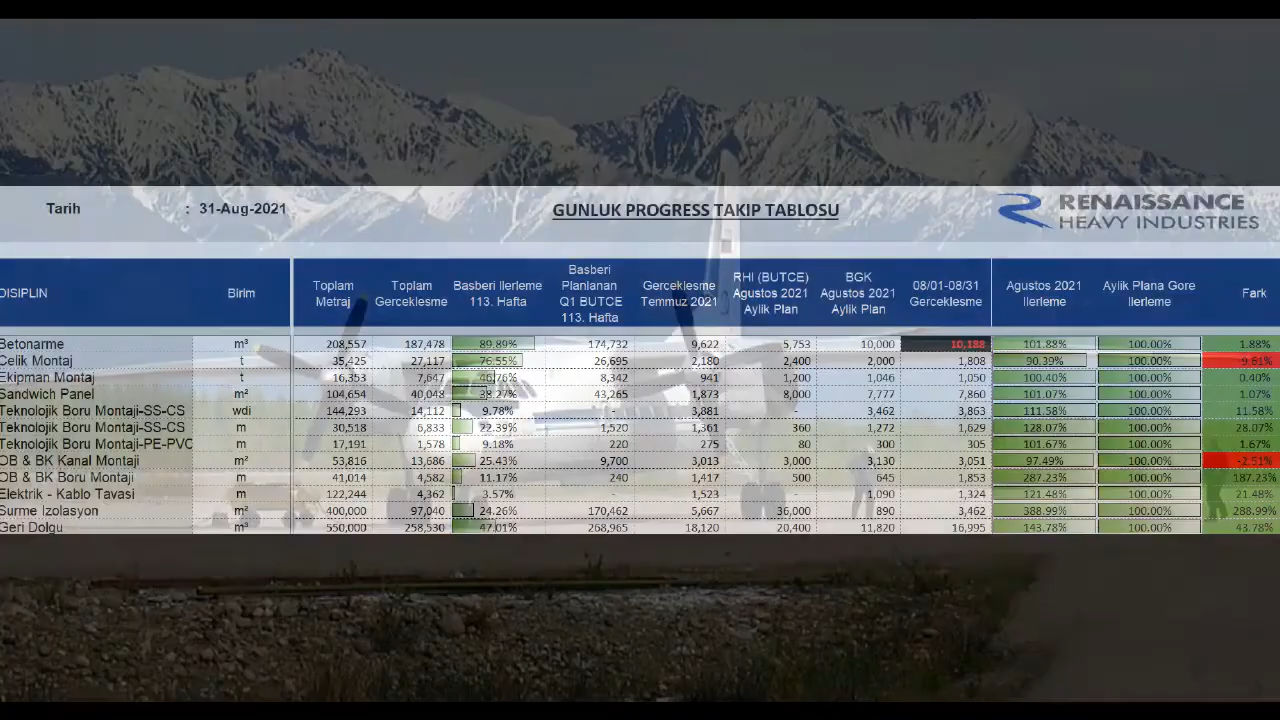 Tarih : 31-Aug-2021 GUNLUK PROGRESS TAKIP TABLOSU RENAISSANCE
HEAVY INDUSTRIES
DISIPLIN Birim Toplam Metraj Toplam Gerceklesme Basberi Ilerleme 113. Hafta Basberi Planlanan Q1 BUTCE 113. Hafta Gerceklesme Temmuz 2021 RHI (BUTCE) Agustos 2021 Aylik Plan BGK Agustos 2021 Aylik Plan 08/01-08/31 Gerceklesme Agustos 2021 Ilerleme Aylik Plana Gore Ilerleme Fark
Betonarme m³ 208,557 187,478 89.89% 174,732 9,622 5,753 10,000 10,188 101.88% 100.00% 1.88%
Celik Montaj t 35,425 27,117 76.55% 26,695 2,180 2,400 2,000 1,808 90.39% 100.00% -9.61%
Ekipman Montaj t 16,353 7,647 46.76% 8,342 941 1,200 1,046 1,050 100.40% 100.00% 0.40%
Sandwich Panel m² 104,654 40,048 38.27% 43,265 1,873 8,000 7,777 7,860 101.07% 100.00% 1.07%
Teknolojik Boru Montaji-SS-CS wdi 144,293 14,112 9.78% - 3,881 - 3,462 3,863 111.58% 100.00% 11.58%
Teknolojik Boru Montaji-SS-CS m 30,518 6,833 22.39% 1,520 1,361 360 1,272 1,629 128.07% 100.00% 28.07%
Teknolojik Boru Montaji-PE-PVC m 17,191 1,578 9.18% 220 275 80 300 305 101.67% 100.00% 1.67%
OB & BK Kanal Montaji m² 53,816 13,686 25.43% 9,700 3,013 3,000 3,130 3,051 97.49% 100.00% -2.51%
OB & BK Boru Montaji m 41,014 4,582 11.17% 240 1,417 500 645 1,853 287.23% 100.00% 187.23%
Elektrik - Kablo Tavasi m 122,244 4,362 3.57% - 1,523 - 1,090 1,324 121.48% 100.00% 21.48%
Surme Izolasyon m² 400,000 97,040 24.26% 170,462 5,667 36,000 890 3,462 388.99% 100.00% 288.99%
Geri Dolgu m³ 550,000 258,530 47.01% 268,965 18,120 20,400 11,820 16,995 143.78% 100.00% 43.78%